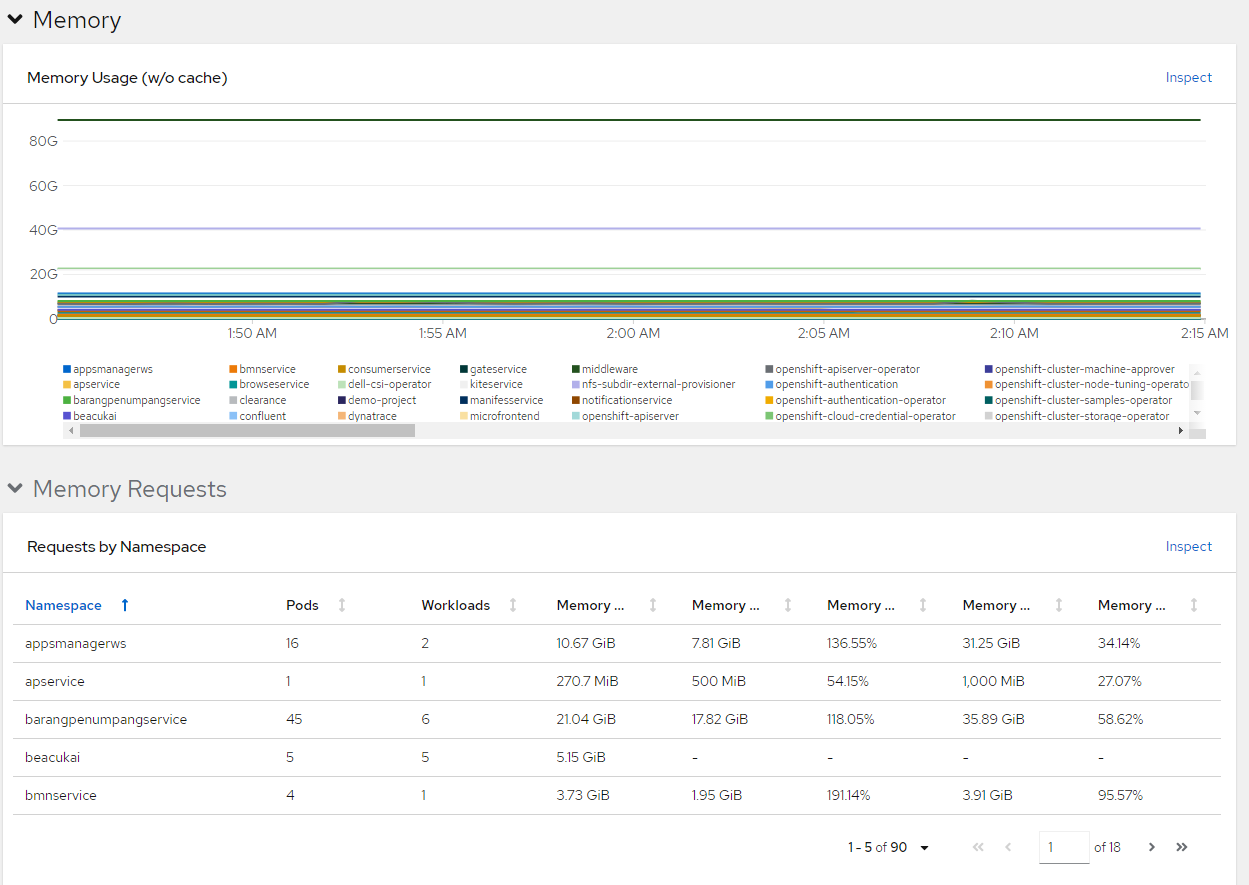 Memory
Memory Usage (w/o cache) Inspect
80G
60G
40G
20G
0
1:50 AM 1:55 AM 2:00 AM 2:05 AM 2:10 AM 2:15 AM
appsmanagerws bmnservice consumerservice gateservice middleware openshift-apiserver-operator openshift-cluster-machine-approver
apservice browseservice dell-csi-operator kiteservice nfs-subdir-external-provisioner openshift-authentication openshift-cluster-node-tuning-operato
barangpenumpangservice clearance demo-project manifesservice notificationservice openshift-authentication-operator openshift-cluster-samples-operator
beacukai confluent dynatrace microfrontend openshift-apiserver openshift-cloud-credential-operator openshift-cluster-storage-operator
Memory Requests
Requests by Namespace Inspect
Namespace Pods Workloads Memory ... Memory ... Memory ... Memory ... Memory ...
appsmanagerws 16 2 10.67 GiB 7.81 GiB 136.55% 31.25 GiB 34.14%
apservice 1 1 270.7 MiB 500 MiB 54.15% 1,000 MiB 27.07%
barangpenumpangservice 45 6 21.04 GiB 17.82 GiB 118.05% 35.89 GiB 58.62%
beacukai 5 5 5.15 GiB - - - -
bmnservice 4 1 3.73 GiB 1.95 GiB 191.14% 3.91 GiB 95.57%
1 - 5 of 90 1 of 18